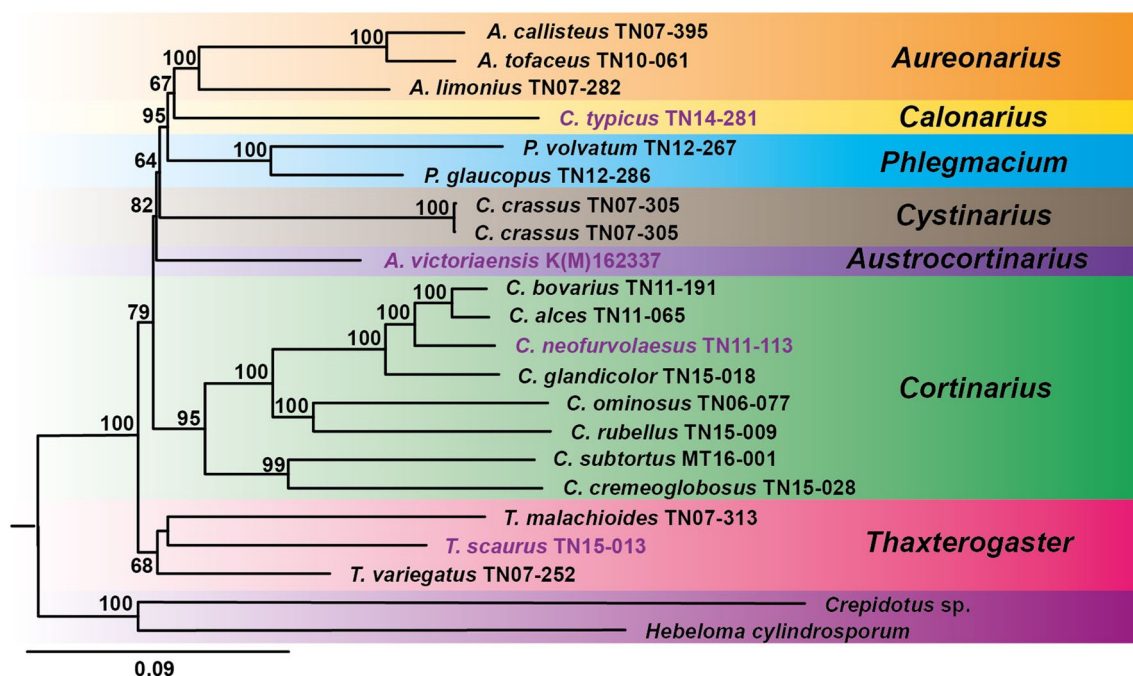 100
A. callisteus TN07-395
100
A. tofaceus TN10-061
Aureonarius
67
A. limonius TN07-282
95
C. typicus TN14-281
Calonarius
64
100
P. volvatum TN12-267
P. glaucopus TN12-286
Phlegmacium
82
100
C. crassus TN07-305
C. crassus TN07-305
Cystinarius
A. victoriaensis K(M)162337
Austrocortinarius
79
100
C. bovarius TN11-191
100
C. alces TN11-065
100
C. neofurvolaesus TN11-113
100
C. glandicolor TN15-018
Cortinarius
100
C. ominosus TN06-077
C. rubellus TN15-009
100
95
99
C. subtortus MT16-001
C. cremeoglobosus TN15-028
T. malachioides TN07-313
T. scaurus TN15-013
Thaxterogaster
68
T. variegatus TN07-252
100
Crepidotus sp.
Hebeloma cylindrosporum
0.09